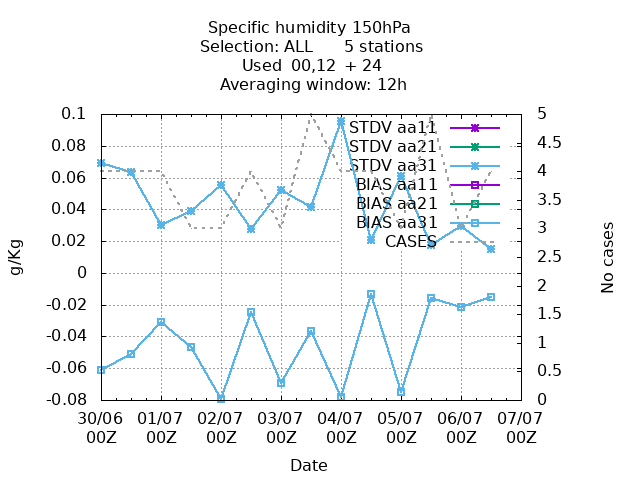 Specific humidity 150hPa
Selection: ALL 5 stations
Used 00,12 + 24
Averaging window: 12h
0.1
0.08
0.06
0.04
0.02
0
-0.02
-0.04
-0.06
-0.08
g/Kg
STDV aa11
STDV aa21
STDV aa31
BIAS aa11
BIAS aa21
BIAS aa31
CASES
5
4.5
4
3.5
3
2.5
2
1.5
1
0.5
0
No cases
30/06 01/07 02/07 03/07 04/07 05/07 06/07 07/07
00Z 00Z 00Z 00Z 00Z 00Z 00Z 00Z
Date